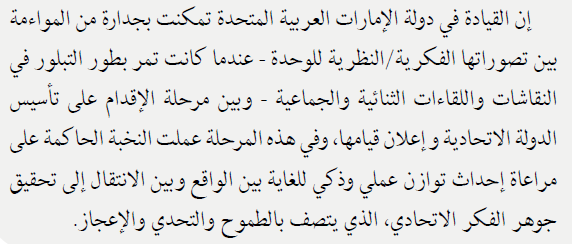 إن القيادة في دولة الإمارات العربية المتحدة تمكنت بجدارة من المواءمة
بين تصوراتها الفكرية/النظرية للوحدة - عندما كانت تمر بطور التبلور في
النقاشات واللقاءات الثنائية والجماعية - وبين مرحلة الإقدام على تأسيس
الدولة الاتحادية وإعلان قيامها، وفي هذه المرحلة عملت النخبة الحاكمة على
مراعاة إحداث توازن عملي وذكي للغاية بين الواقع وبين الانتقال إلى تحقيق
جوهر الفكر الاتحادي، الذي يتصف بالطموح والتحدي والإعجاز.